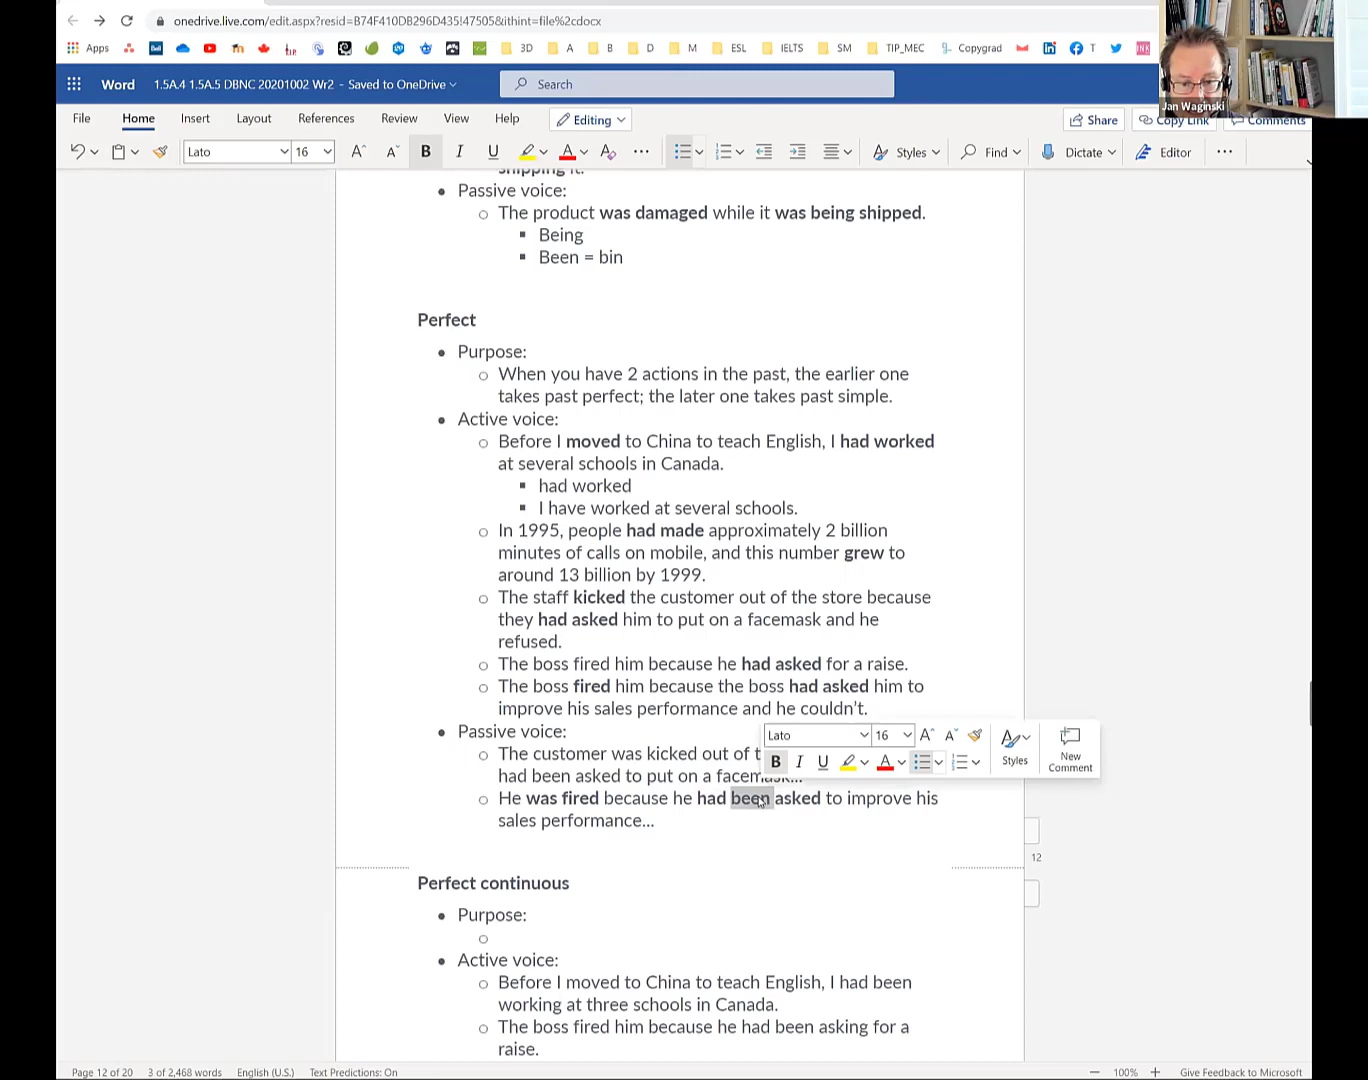 onedrive.live.com/edit.aspx?resid=B74F410DB296D435!47505&ithint=file%2cdocx
Apps 3D A B D M ESL IELTS SM TIP_MEC Copygrad T
Word 1.5A.4 1.5A.5 DBNC 20201002 Wr2 - Saved to OneDrive Search
Jan Waginski
File Home Insert Layout References Review View Help Editing Share Copy Link Comments
Lato 16 A A B I U A A Styles Find Dictate Editor
shipping it.
Passive voice:
The product was damaged while it was being shipped.
Being
Been = bin
Perfect
Purpose:
When you have 2 actions in the past, the earlier one
takes past perfect; the later one takes past simple.
Active voice:
Before I moved to China to teach English, I had worked
at several schools in Canada.
had worked
I have worked at several schools.
In 1995, people had made approximately 2 billion
minutes of calls on mobile, and this number grew to
around 13 billion by 1999.
The staff kicked the customer out of the store because
they had asked him to put on a facemask and he
refused.
The boss fired him because he had asked for a raise.
The boss fired him because the boss had asked him to
improve his sales performance and he couldn't.
Passive voice:
Lato 16 A A
The customer was kicked out of
B I U A Styles New
Comment
had been asked to put on a facemask...
He was fired because he had been asked to improve his
sales performance...
12
Perfect continuous
Purpose:
Active voice:
Before I moved to China to teach English, I had been
working at three schools in Canada.
The boss fired him because he had been asking for a
raise.
Page 12 of 20 3 of 2,468 words English (U.S.) Text Predictions: On 100% Give Feedback to Microsoft